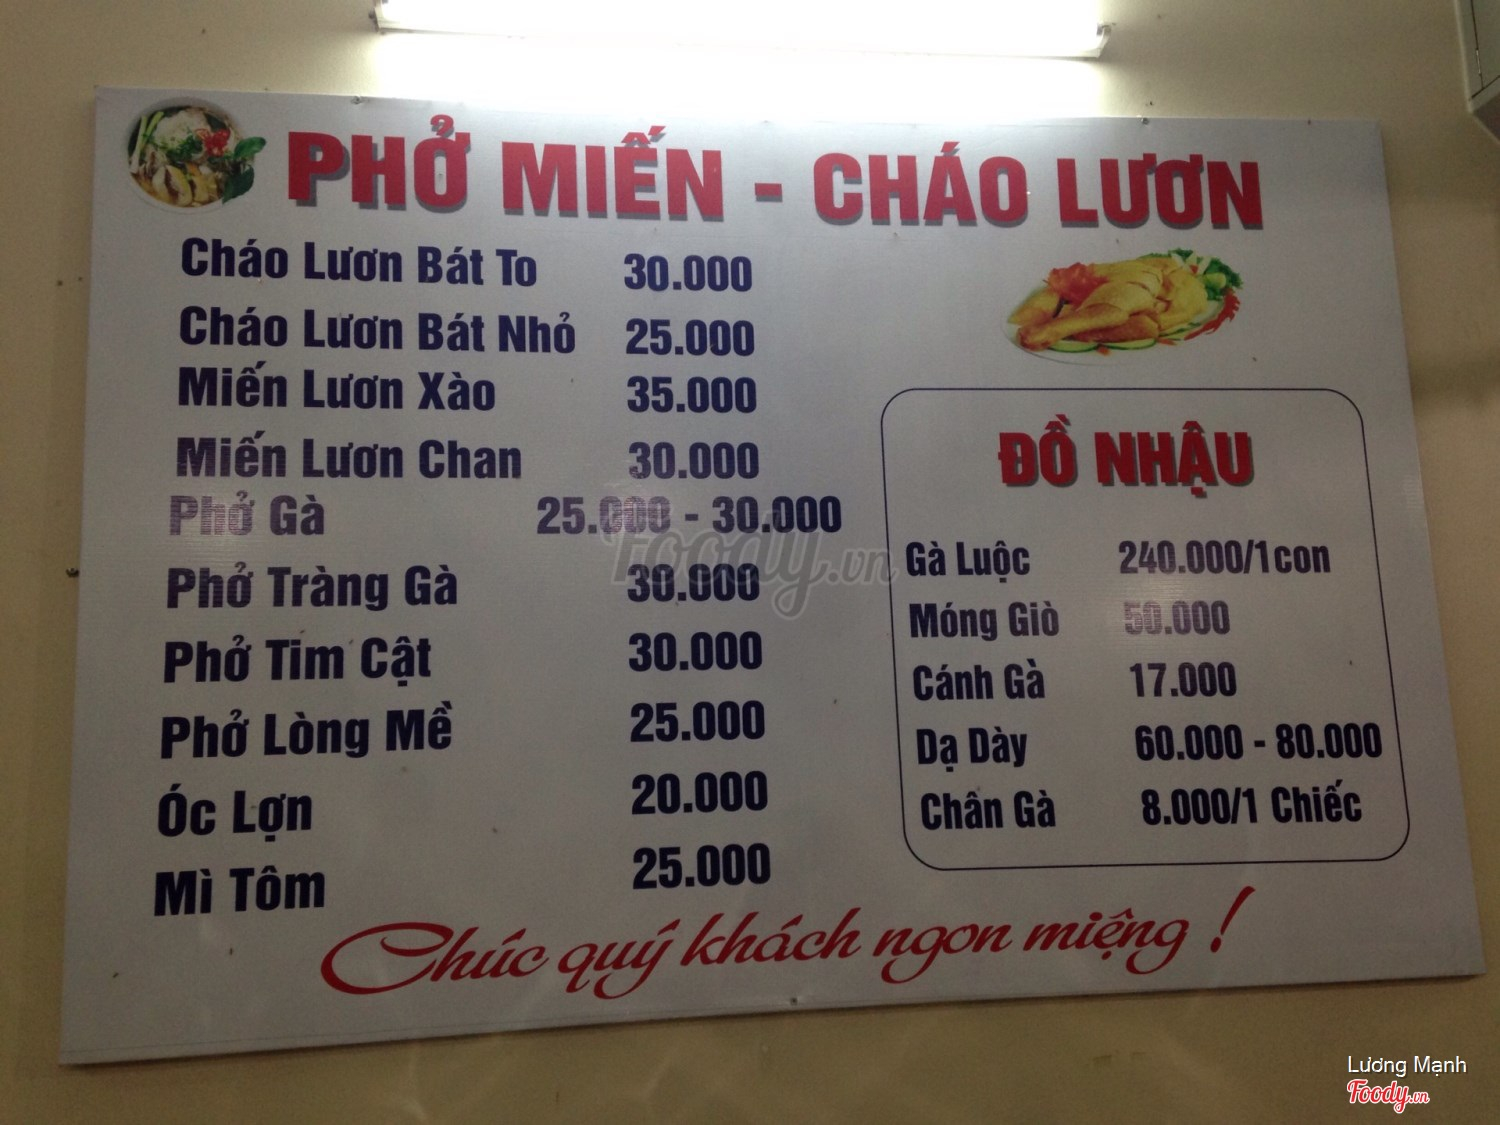 PHỞ MIẾN - CHÁO LƯƠN
Cháo Lươn Bát To 30.000
Cháo Lươn Bát Nhỏ 25.000
Miến Lươn Xào 35.000
Miến Lươn Chan 30.000
Phở Gà 25.000 - 30.000
Phở Tràng Gà 30.000
Phở Tim Cật 30.000
Phở Lòng Mề 25.000
Óc Lợn 20.000
Mì Tôm 25.000
ĐỒ NHẬU
Gà Luộc 240.000/1con
Móng Giò 50.000
Cánh Gà 17.000
Dạ Dày 60.000 - 80.000
Chân Gà 8.000/1 Chiếc
Chúc quý khách ngon miệng !
Foody.vn
Lương Mạnh
Foody.vn